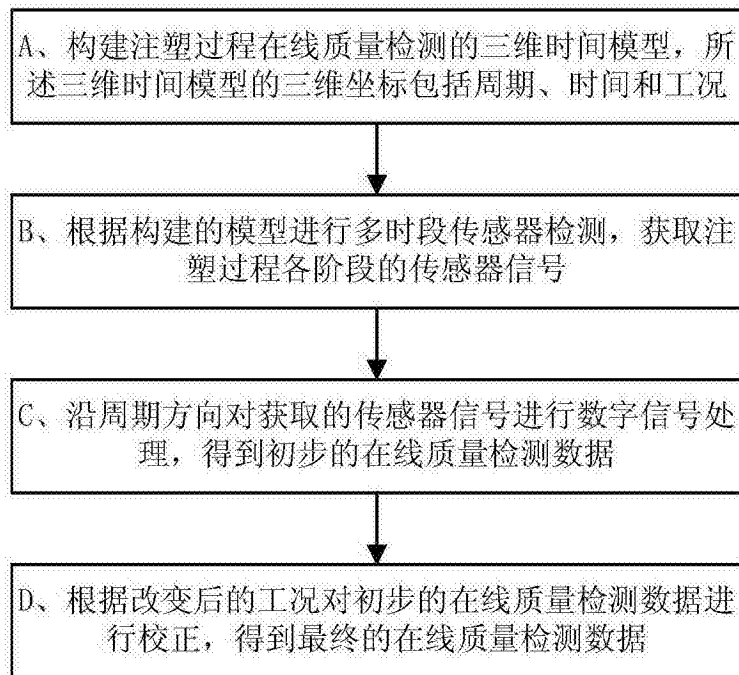 A、构建注塑过程在线质量检测的三维时间模型，所
述三维时间模型的三维坐标包括周期、时间和工况
B、根据构建的模型进行多时段传感器检测，获取注
塑过程各阶段的传感器信号
C、沿周期方向对获取的传感器信号进行数字信号处
理，得到初步的在线质量检测数据
D、根据改变后的工况对初步的在线质量检测数据进
行校正，得到最终的在线质量检测数据